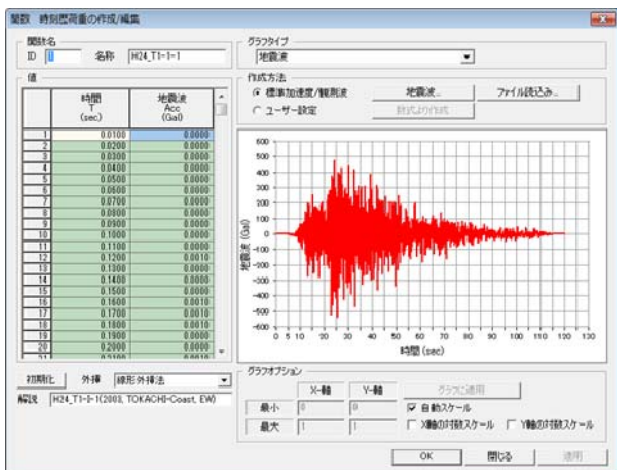 関数 時刻歴荷重の作成/編集
関数名
ID 1 名称 H24_T1-1-1
値
時間 T (sec.) 地震波 Acc (Gal)
1 0.0100 0.0000
2 0.0200 0.0000
3 0.0300 0.0000
4 0.0400 0.0000
5 0.0500 0.0000
6 0.0600 0.0000
7 0.0700 0.0000
8 0.0800 0.0000
9 0.0900 0.0000
10 0.1000 0.0000
11 0.1100 0.0000
12 0.1200 0.0010
13 0.1300 0.0000
14 0.1400 0.0000
15 0.1500 0.0000
16 0.1600 0.0010
17 0.1700 0.0010
18 0.1800 0.0010
19 0.1900 0.0000
20 0.2000 0.0000
21 0.2100 0.0000
初期化 外挿 線形外挿法
解説 H24_T1-I-1(2003, TOKACHI-Coast, EW)
グラフタイプ
地震波
作成方法
標準加速度/観測波 地震波.. ファイル読込み..
ユーザー設定 数式より作成
地震波 (Gal)
600
500
400
300
200
100
0
-100
-200
-300
-400
-500
-600
0 5 10 15 20 25 30 35 40 45 50 60 70 80 90 100 110 120 130
時間 (sec)
グラフオプション
X-軸 Y-軸 グラフに適用
最小 0 0 自動スケール
最大 1 1 X軸の対数スケール Y軸の対数スケール
OK 閉じる 適用